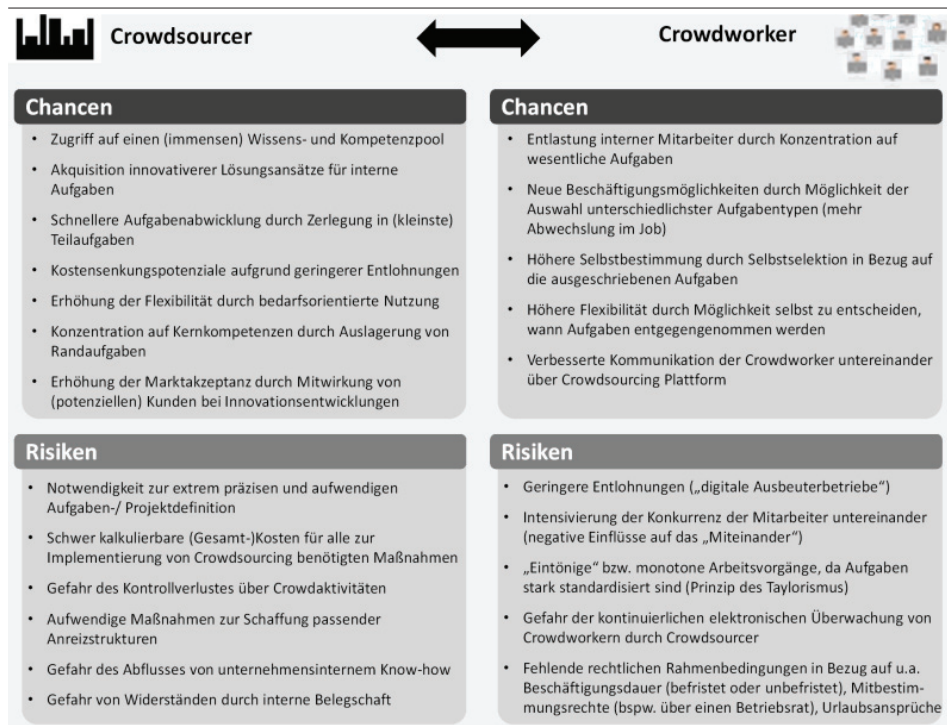 Crowdsourcer
Crowdworker
Chancen
• Zugriff auf einen (immensen) Wissens- und Kompetenzpool
• Akquisition innovativerer Lösungsansätze für interne
Aufgaben
• Schnellere Aufgabenabwicklung durch Zerlegung in (kleinste)
Teilaufgaben
• Kostensenkungspotenziale aufgrund geringerer Entlohnungen
• Erhöhung der Flexibilität durch bedarfsorientierte Nutzung
• Konzentration auf Kernkompetenzen durch Auslagerung von
Randaufgaben
• Erhöhung der Marktakzeptanz durch Mitwirkung von
(potenziellen) Kunden bei Innovationsentwicklungen
Chancen
• Entlastung interner Mitarbeiter durch Konzentration auf
wesentliche Aufgaben
• Neue Beschäftigungsmöglichkeiten durch Möglichkeit der
Auswahl unterschiedlichster Aufgabentypen (mehr
Abwechslung im Job)
• Höhere Selbstbestimmung durch Selbstselektion in Bezug auf
die ausgeschriebenen Aufgaben
• Höhere Flexibilität durch Möglichkeit selbst zu entscheiden,
wann Aufgaben entgegengenommen werden
• Verbesserte Kommunikation der Crowdworker untereinander
über Crowdsourcing Plattform
Risiken
• Notwendigkeit zur extrem präzisen und aufwendigen
Aufgaben-/ Projektdefinition
• Schwer kalkulierbare (Gesamt-)Kosten für alle zur
Implementierung von Crowdsourcing benötigten Maßnahmen
• Gefahr des Kontrollverlustes über Crowdaktivitäten
• Aufwendige Maßnahmen zur Schaffung passender
Anreizstrukturen
• Gefahr des Abflusses von unternehmensinternem Know-how
• Gefahr von Widerständen durch interne Belegschaft
Risiken
• Geringere Entlohnungen („digitale Ausbeuterbetriebe“)
• Intensivierung der Konkurrenz der Mitarbeiter untereinander
(negative Einflüsse auf das „Miteinander“)
• „Eintönige“ bzw. monotone Arbeitsvorgänge, da Aufgaben
stark standardisiert sind (Prinzip des Taylorismus)
• Gefahr der kontinuierlichen elektronischen Überwachung von
Crowdworkern durch Crowdsourcer
• Fehlende rechtlichen Rahmenbedingungen in Bezug auf u.a.
Beschäftigungsdauer (befristet oder unbefristet), Mitbestim-
mungsrechte (bspw. über einen Betriebsrat), Urlaubsansprüche